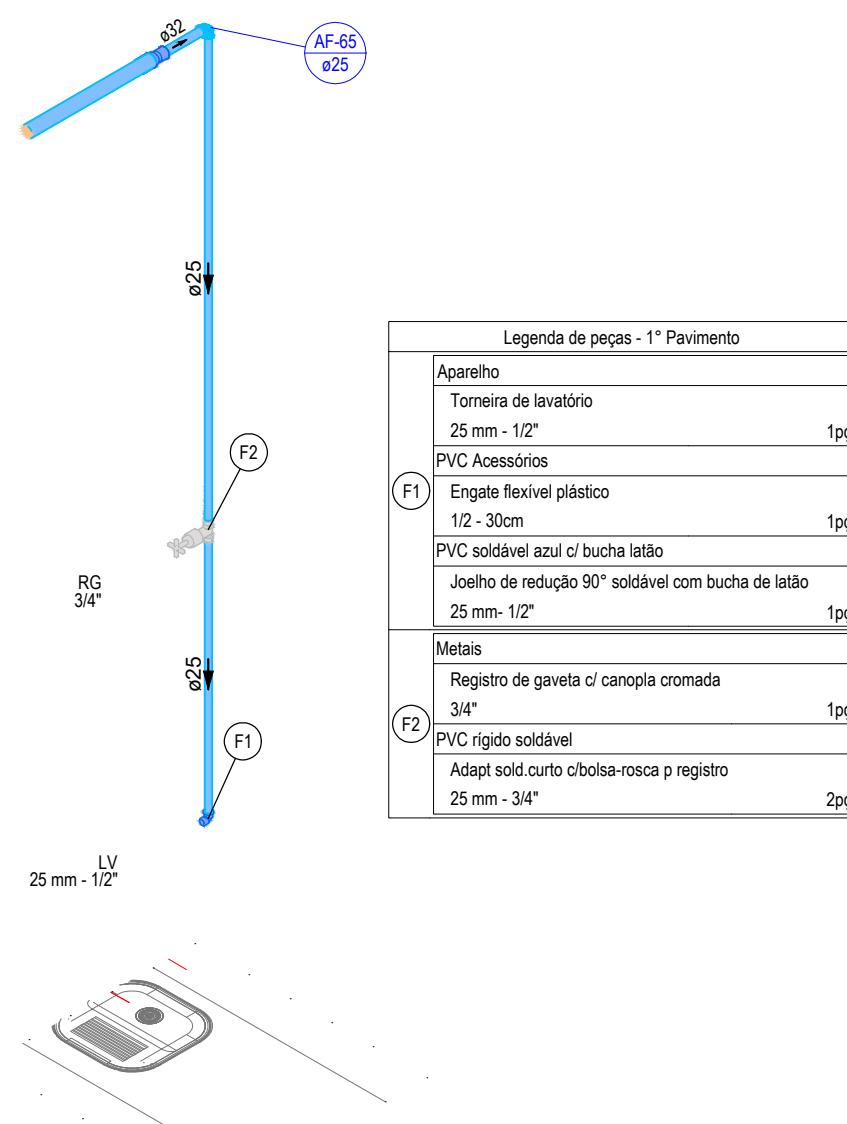 ø32
AF-65
ø25
ø25
F2
RG
3/4"
ø25
F1
LV
25 mm - 1/2"
Legenda de peças - 1° Pavimento
F1
Aparelho
Torneira de lavatório
25 mm - 1/2" 1pç
PVC Acessórios
Engate flexível plástico
1/2 - 30cm 1pç
PVC soldável azul c/ bucha latão
Joelho de redução 90° soldável com bucha de latão
25 mm- 1/2" 1pç
F2
Metais
Registro de gaveta c/ canopla cromada
3/4" 1pç
PVC rígido soldável
Adapt sold.curto c/bolsa-rosca p registro
25 mm - 3/4" 2pç